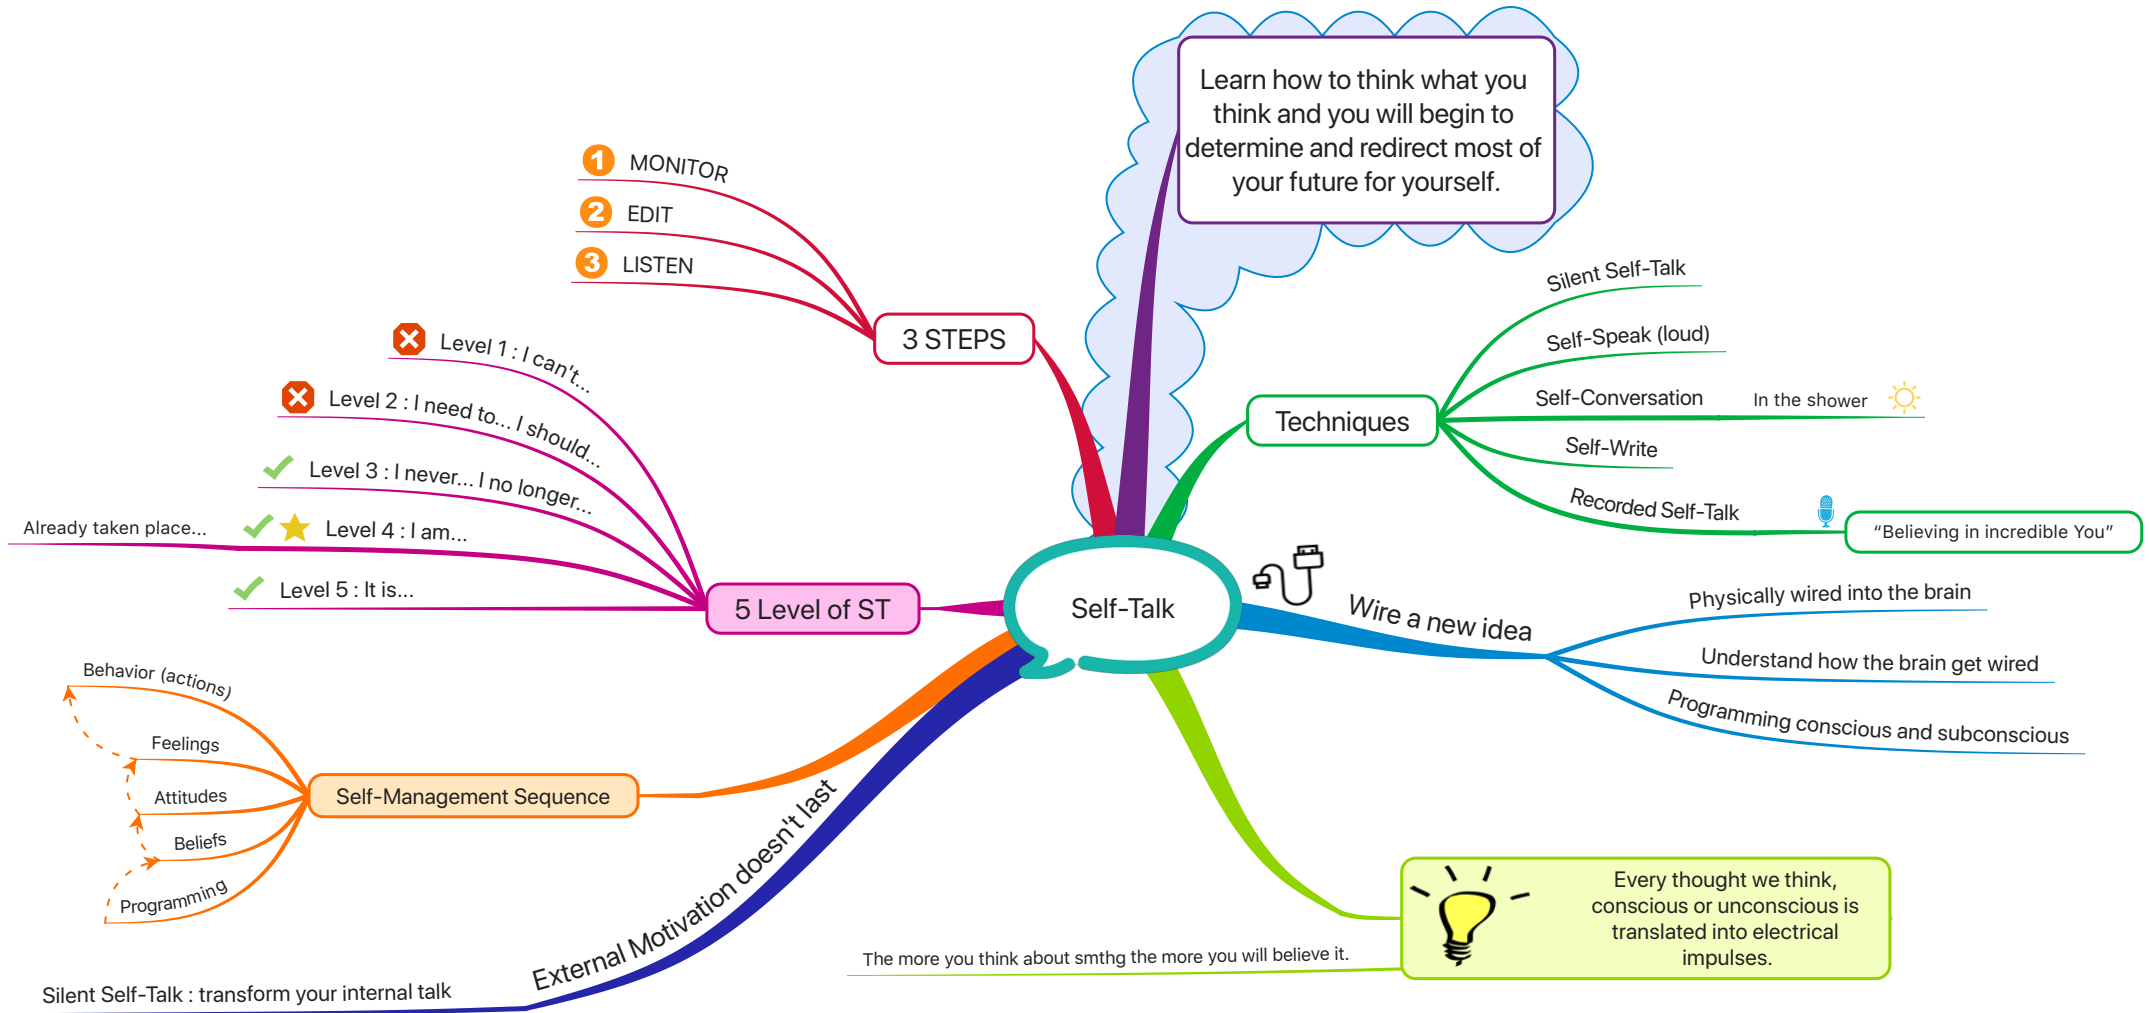 Self-Talk
Learn how to think what you
think and you will begin to
determine and redirect most of
your future for yourself.
Techniques
Silent Self-Talk
Self-Speak (loud)
Self-Conversation
In the shower
Self-Write
Recorded Self-Talk
“Believing in incredible You”
Wire a new idea
Physically wired into the brain
Understand how the brain get wired
Programming conscious and subconscious
Every thought we think,
conscious or unconscious is
translated into electrical
impulses.
The more you think about smthg the more you will believe it.
External Motivation doesn't last
Silent Self-Talk : transform your internal talk
Self-Management Sequence
Behavior (actions)
Feelings
Attitudes
Beliefs
Programming
5 Level of ST
Level 1 : I can't...
Level 2 : I need to... I should...
Level 3 : I never... I no longer...
Level 4 : I am...
Already taken place...
Level 5 : It is...
3 STEPS
1 MONITOR
2 EDIT
3 LISTEN